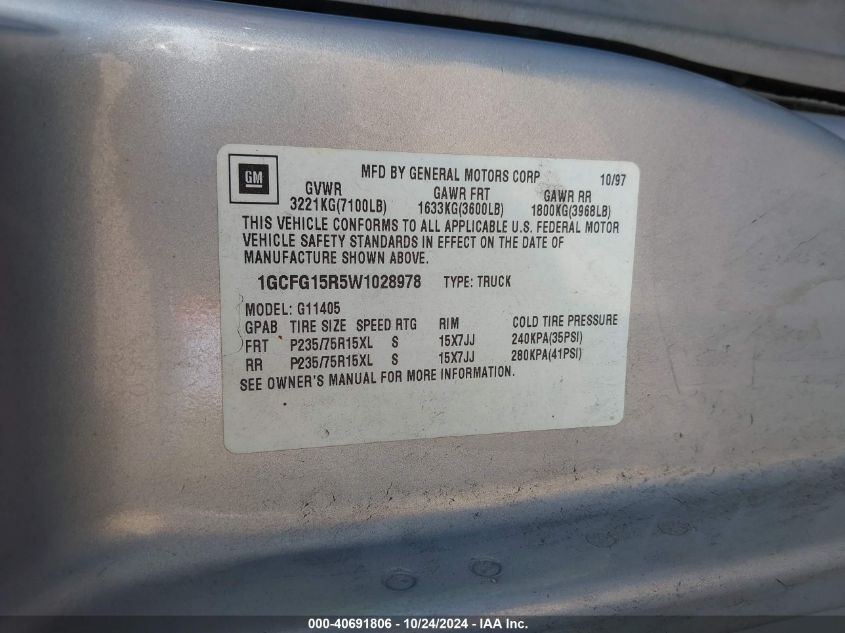 GM
MFD BY GENERAL MOTORS CORP 10/97
GVWR GAWR FRT GAWR RR
3221KG(7100LB) 1633KG(3600LB) 1800KG(3968LB)
THIS VEHICLE CONFORMS TO ALL APPLICABLE U.S. FEDERAL MOTOR
VEHICLE SAFETY STANDARDS IN EFFECT ON THE DATE OF
MANUFACTURE SHOWN ABOVE.
1GCFG15R5W1028978 TYPE: TRUCK
MODEL: G11405
GPAB TIRE SIZE SPEED RTG RIM COLD TIRE PRESSURE
FRT P235/75R15XL S 15X7JJ 240KPA(35PSI)
RR P235/75R15XL S 15X7JJ 280KPA(41PSI)
SEE OWNER'S MANUAL FOR MORE INFORMATION.
000-40691806 - 10/24/2024 - IAA Inc.